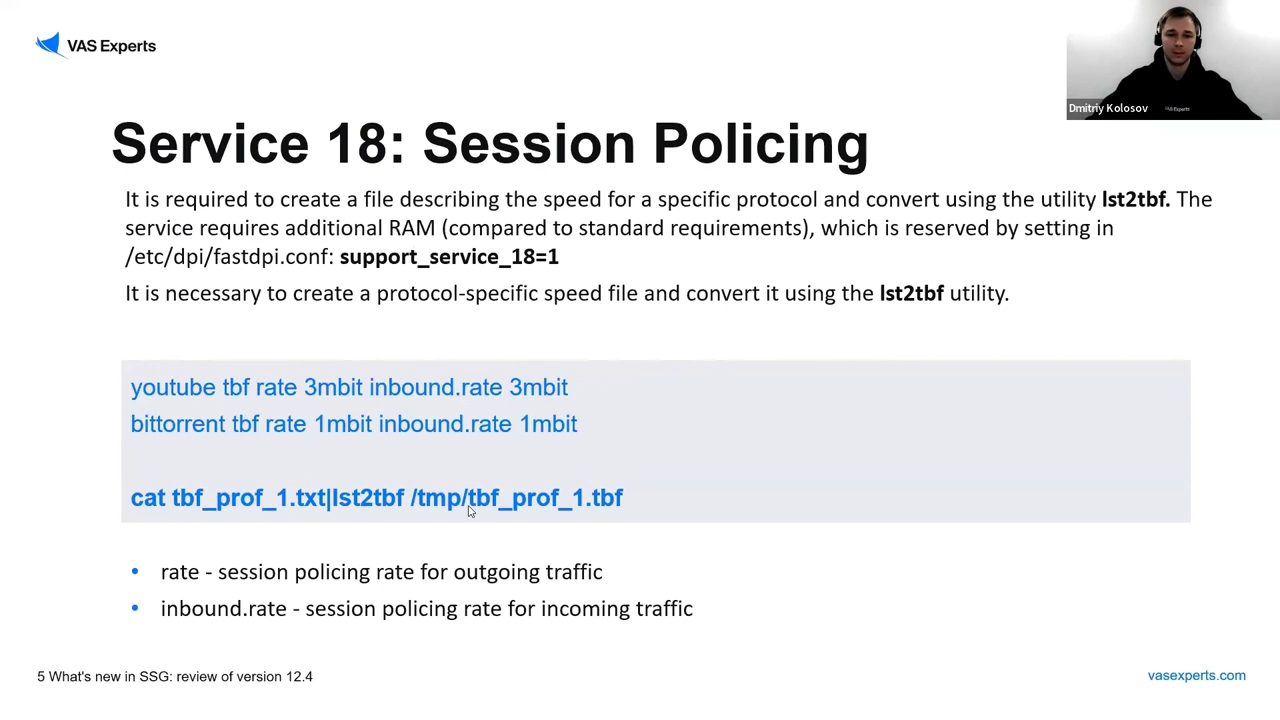 VAS Experts
Dmitriy Kolosov
VAS Experts
Service 18: Session Policing
It is required to create a file describing the speed for a specific protocol and convert using the utility lst2tbf. The
service requires additional RAM (compared to standard requirements), which is reserved by setting in
/etc/dpi/fastdpi.conf: support_service_18=1
It is necessary to create a protocol-specific speed file and convert it using the lst2tbf utility.
youtube tbf rate 3mbit inbound.rate 3mbit
bittorrent tbf rate 1mbit inbound.rate 1mbit
cat tbf_prof_1.txt|lst2tbf /tmp/tbf_prof_1.tbf
• rate - session policing rate for outgoing traffic
• inbound.rate - session policing rate for incoming traffic
5 What's new in SSG: review of version 12.4
vasexperts.com